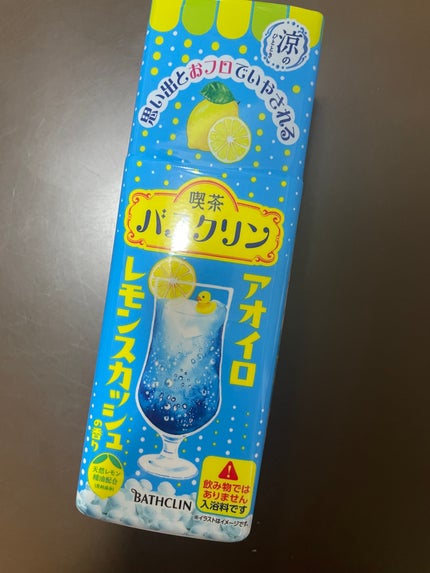 涼の
ひととき
思い出とおフロでいやされる
喫茶
バスクリン
アオイロ
レモンスカッシュ
の香り
天然レモン
精油配合
飲み物では
ありません
入浴料です
BATHCLIN
※イラストはイメージです。